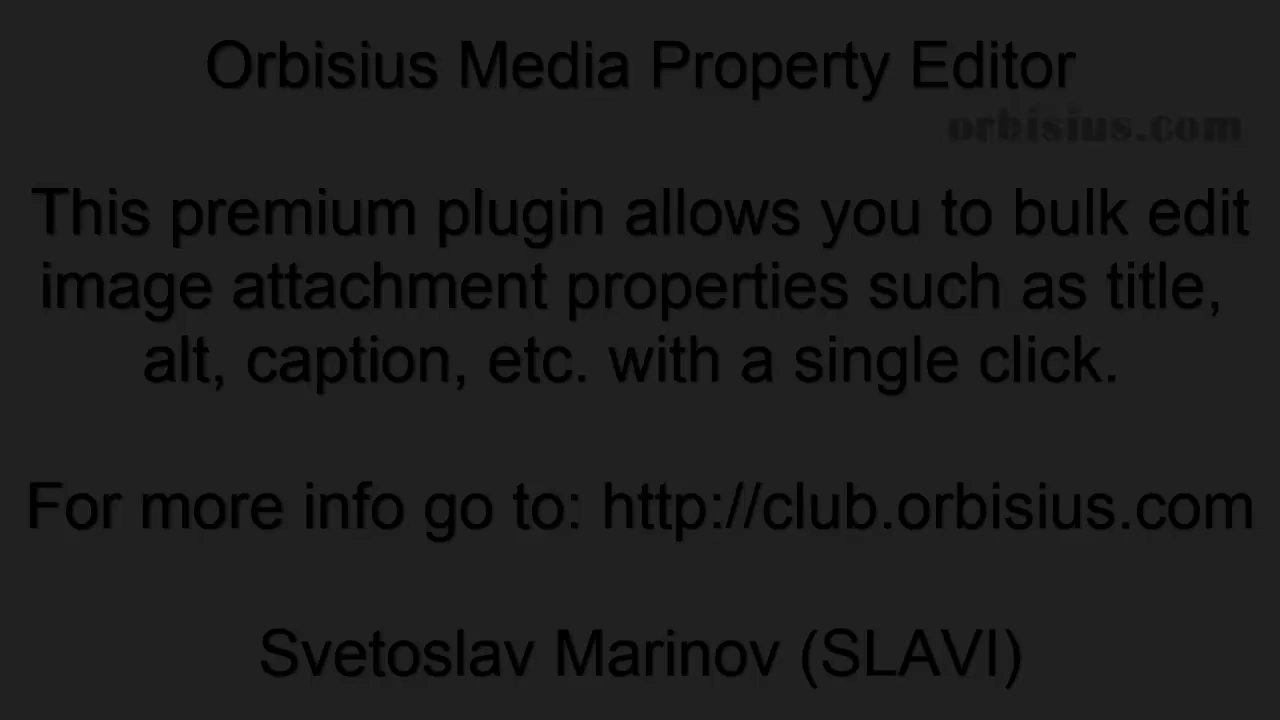 Orbisius Media Property Editor
orbisius.com
This premium plugin allows you to bulk edit
image attachment properties such as title,
alt, caption, etc. with a single click.
For more info go to: http://club.orbisius.com
Svetoslav Marinov (SLAVI)